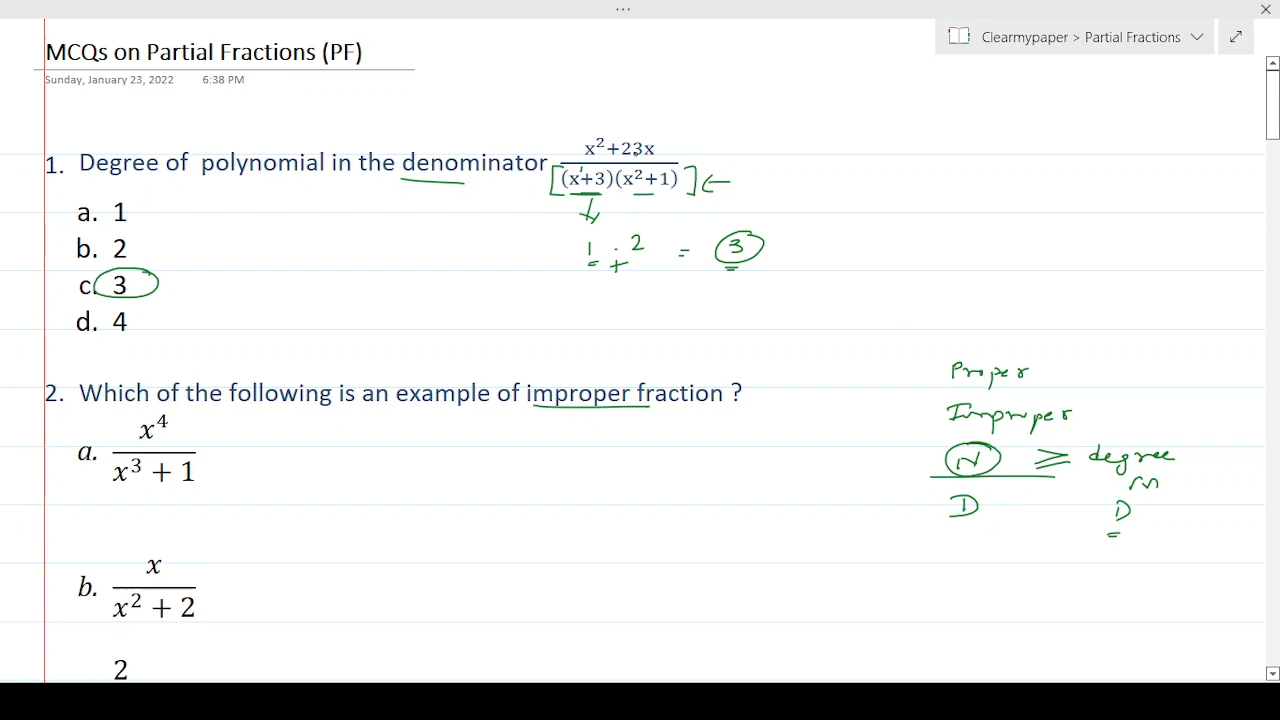 MCQs on Partial Fractions (PF)
Clearmypaper > Partial Fractions
Sunday, January 23, 2022 6:38 PM
1. Degree of polynomial in the denominator
x²+23x
[(x¹+3)(x²+1)] ←
a. 1
b. 2
1 + 2 = 3
c. 3
d. 4
Proper
2. Which of the following is an example of improper fraction ?
Improper
a. x⁴
x³ + 1
N ≥ degree
in
D D
b. x
x² + 2
2